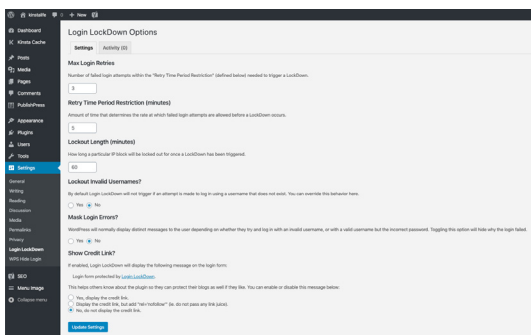 kinstalife 0 + New
Dashboard
Kinsta Cache
Posts
Media
Pages
Comments
PublishPress
Appearance
Plugins
Users
Tools
Settings
General
Writing
Reading
Discussion
Media
Permalinks
Privacy
Login LockDown
WPS Hide Login
SEO
Menu Image
Collapse menu
Login LockDown Options
Settings Activity (0)
Max Login Retries
Number of failed login attempts within the "Retry Time Period Restriction" (defined below) needed to trigger a LockDown.
3
Retry Time Period Restriction (minutes)
Amount of time that determines the rate at which failed login attempts are allowed before a LockDown occurs.
5
Lockout Length (minutes)
How long a particular IP block will be locked out for once a LockDown has been triggered.
60
Lockout Invalid Usernames?
By default Login LockDown will not trigger if an attempt is made to log in using a username that does not exist. You can override this behavior here.
Yes No
Mask Login Errors?
WordPress will normally display distinct messages to the user depending on whether they try and log in with an invalid username, or with a valid username but the incorrect password. Toggling this option will hide why the login failed.
Yes No
Show Credit Link?
If enabled, Login LockDown will display the following message on the login form:
Login form protected by Login LockDown.
This helps others know about the plugin so they can protect their blogs as well if they like. You can enable or disable this message below:
Yes, display the credit link.
Display the credit link, but add "rel='nofollow'" (ie. do not pass any link juice).
No, do not display the credit link.
Update Settings